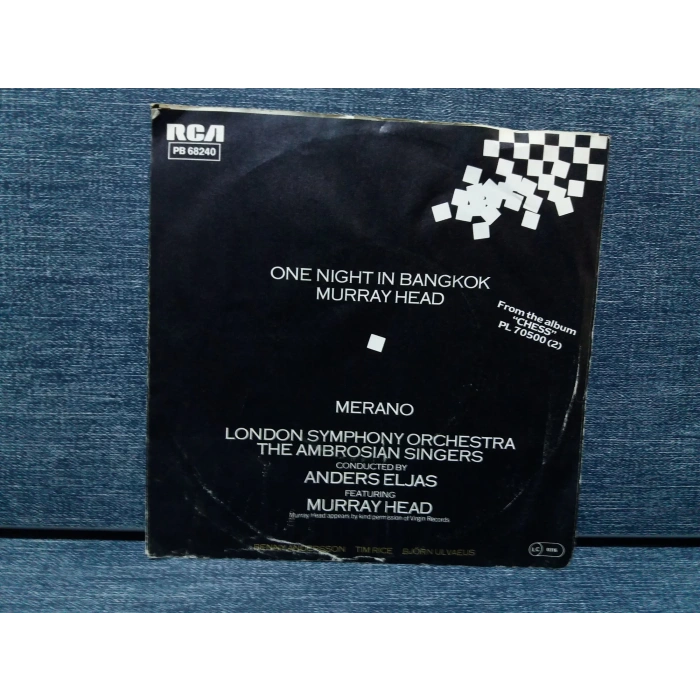 RCA
PB 68240
ONE NIGHT IN BANGKOK
MURRAY HEAD
From the album
"CHESS"
PL 70500 (2)
MERANO
LONDON SYMPHONY ORCHESTRA
THE AMBROSIAN SINGERS
CONDUCTED BY
ANDERS ELJAS
FEATURING
MURRAY HEAD
Murray Head appears by kind permission of Virgin Records
TIM RICE BJÖRN ULVAEUS
LC